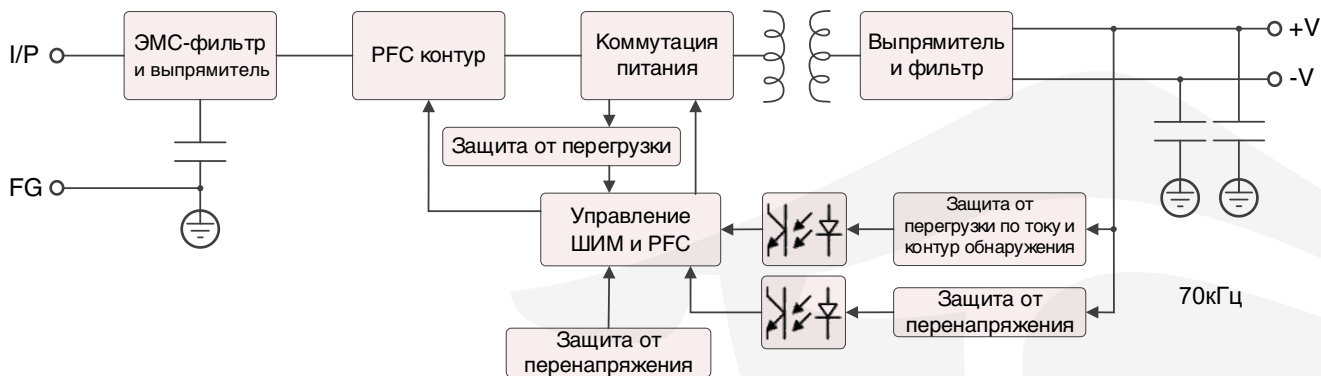 I/P
ЭМС-фильтр
и выпрямитель
PFC контур
Коммутация
питания
Выпрямитель
и фильтр
+V
-V
Защита от перегрузки
FG
Управление
ШИМ и PFC
Защита от
перегрузки по току и
контур обнаружения
Защита от
перенапряжения
70кГц
Защита от
перенапряжения